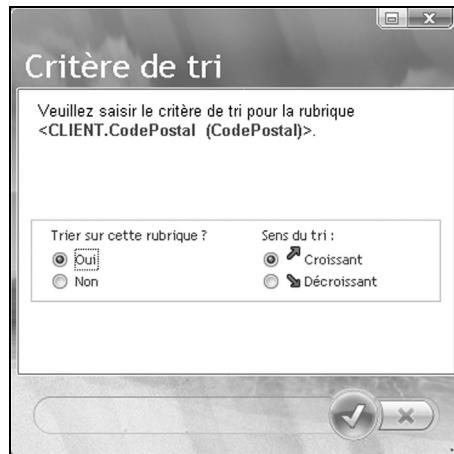 Critère de tri
Veuillez saisir le critère de tri pour la rubrique
<CLIENT.CodePostal (CodePostal)>.
Trier sur cette rubrique ?
Oui
Non
Sens du tri :
Croissant
Décroissant